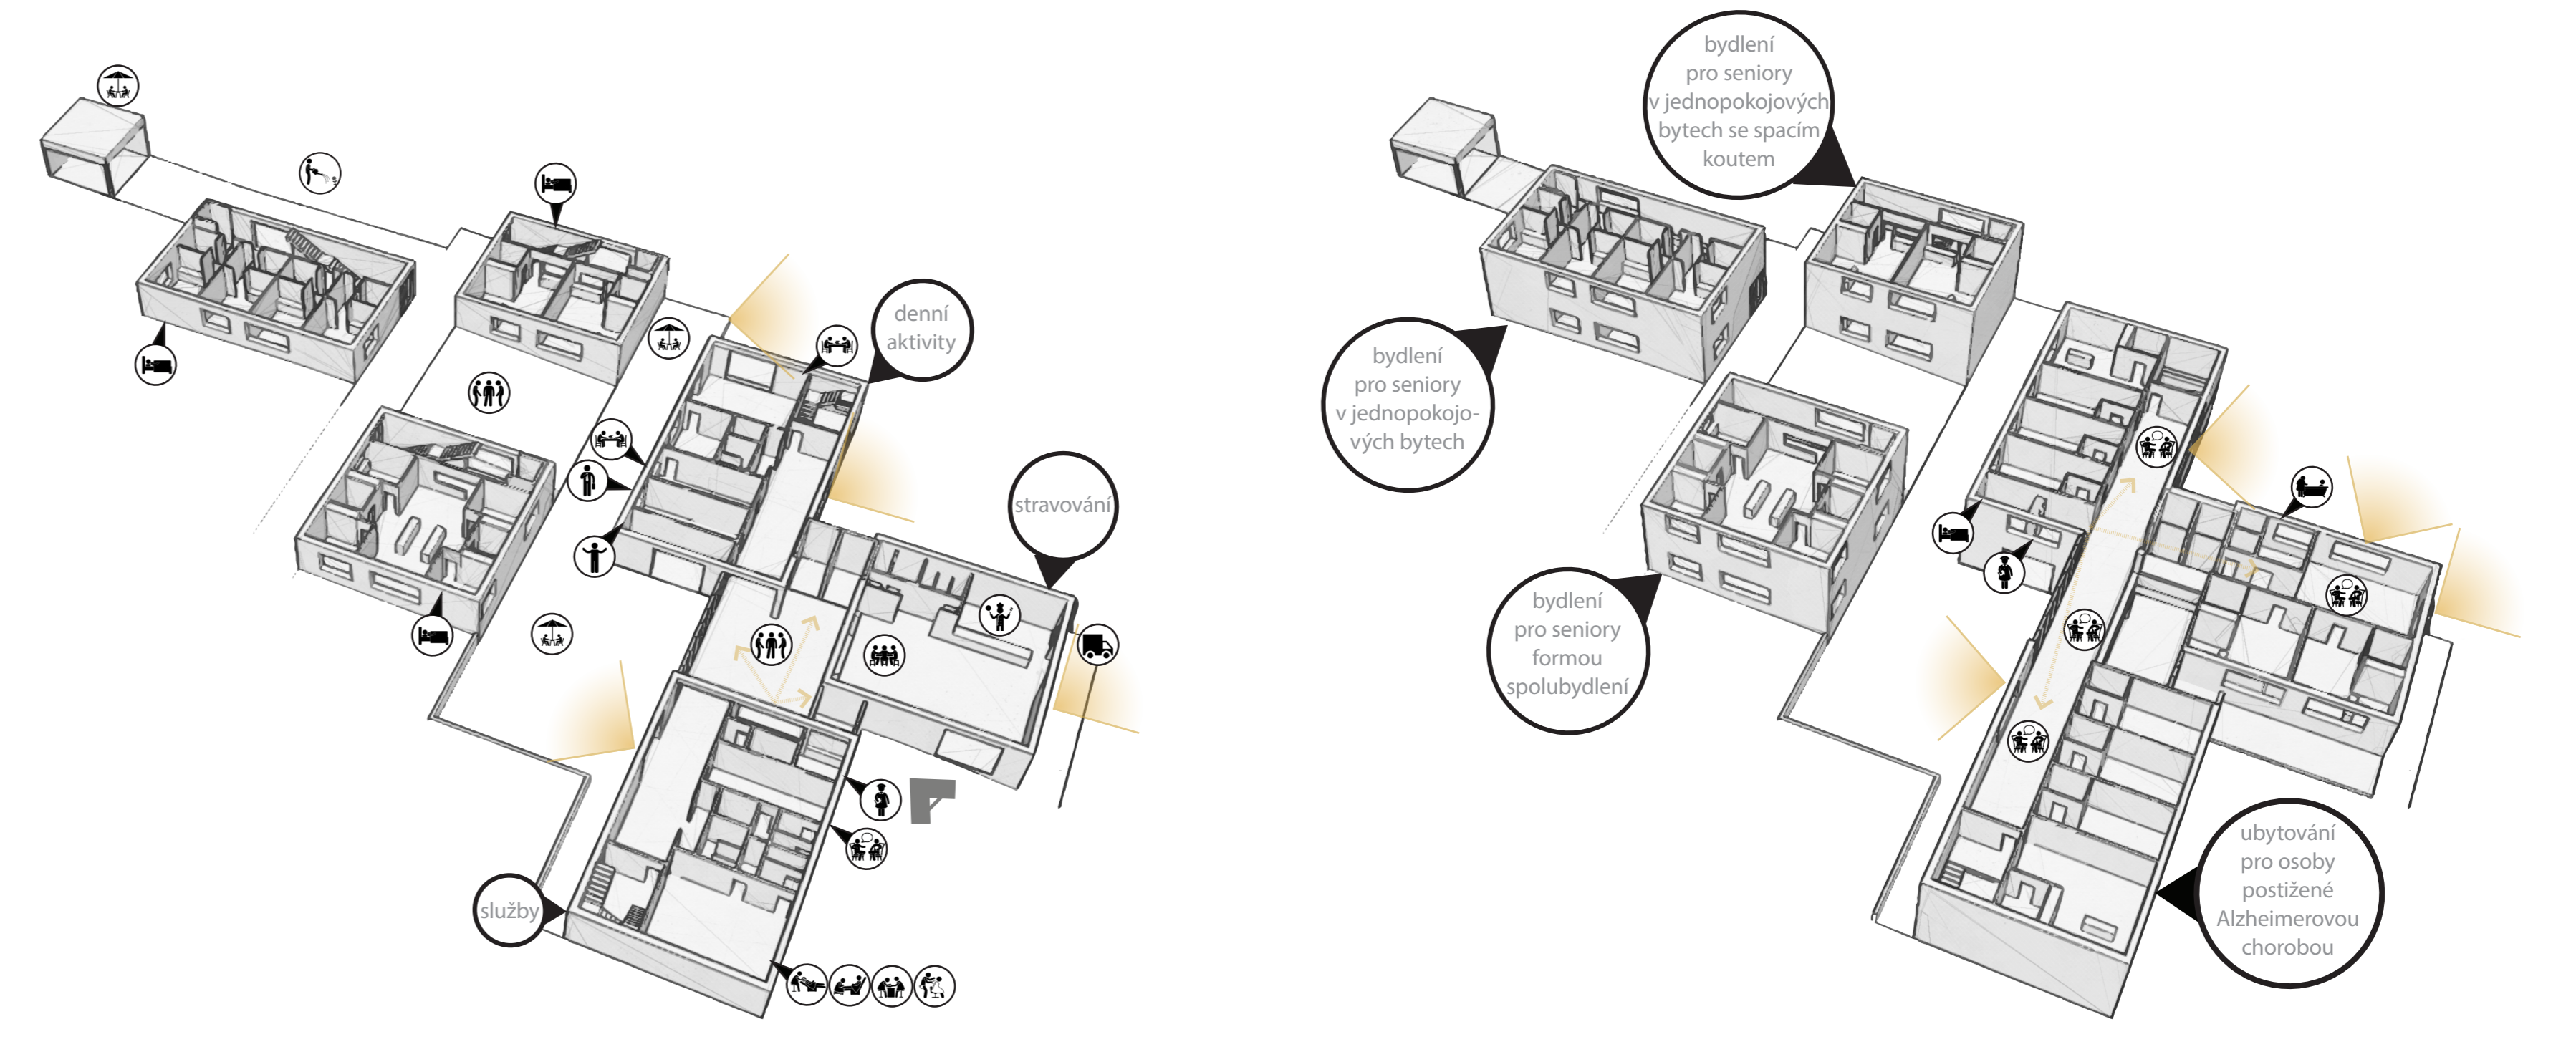 denní
aktivity
stravování
služby
bydlení
pro seniory
v jednopokojových
bytech se spacím
koutem
bydlení
pro seniory
v jednopokojo-
vých bytech
bydlení
pro seniory
formou
spolubydlení
ubytování
pro osoby
postižené
Alzheimerovou
chorobou